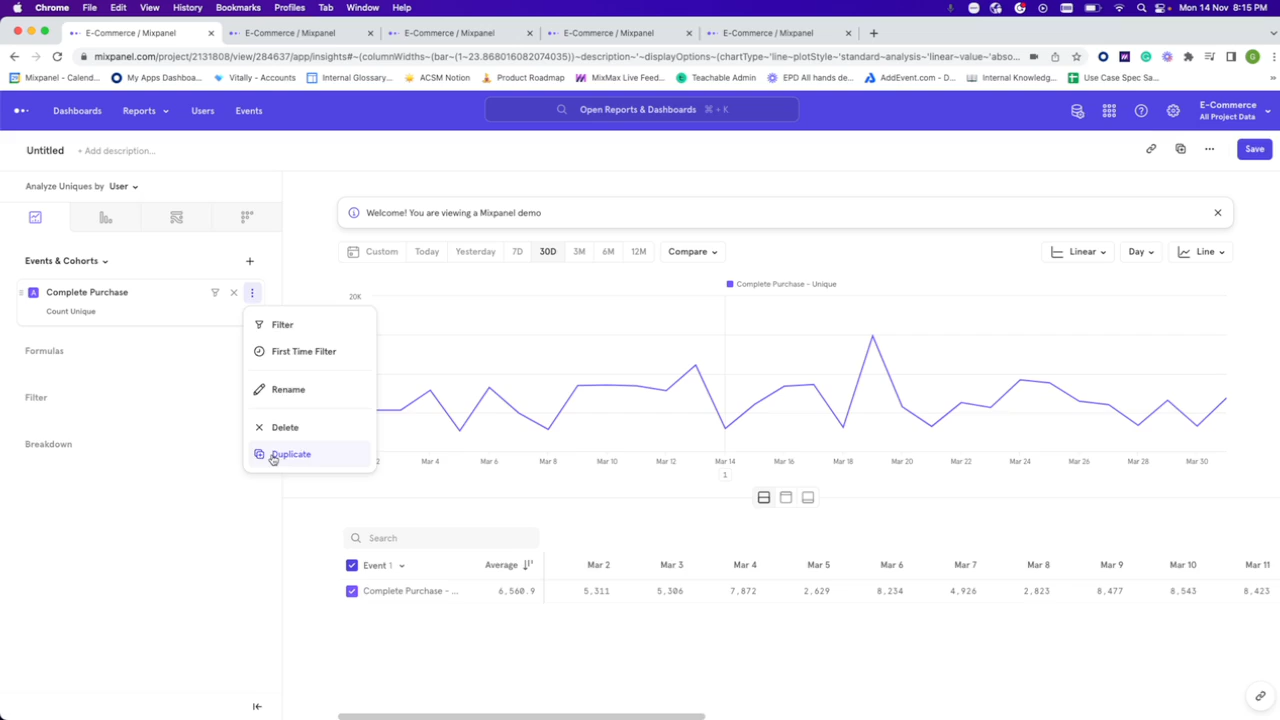 Chrome File Edit View History Bookmarks Profiles Tab Window Help Mon 14 Nov 8:15 PM
E-Commerce / Mixpanel E-Commerce / Mixpanel E-Commerce / Mixpanel E-Commerce / Mixpanel E-Commerce / Mixpanel
mixpanel.com/project/2131808/view/284637/app/insights#~(columnWidths~(bar~(1~23.868016082074035))~description~'~displayOptions~(chartType~'line~plotStyle~'standard~analysis~'linear~value~'abso... G
Mixpanel - Calend... My Apps Dashboa... Vitally - Accounts Internal Glossary... ACSM Notion Product Roadmap MixMax Live Feed... Teachable Admin EPD All hands de... AddEvent.com - D... Internal Knowledg... Use Case Spec Sa... »
Dashboards Reports Users Events Open Reports & Dashboards ⌘ + K E-Commerce
All Project Data
Untitled + Add description... Save
Analyze Uniques by User
Welcome! You are viewing a Mixpanel demo
Custom Today Yesterday 7D 30D 3M 6M 12M Compare Linear Day Line
Events & Cohorts
A Complete Purchase
Count Unique
Filter
First Time Filter
Rename
Delete
Duplicate
Formulas
Filter
Breakdown
Complete Purchase - Unique
20K
2 Mar 4 Mar 6 Mar 8 Mar 10 Mar 12 Mar 14 Mar 16 Mar 18 Mar 20 Mar 22 Mar 24 Mar 26 Mar 28 Mar 30
1
Search
Event 1 Average Mar 2 Mar 3 Mar 4 Mar 5 Mar 6 Mar 7 Mar 8 Mar 9 Mar 10 Mar 11
Complete Purchase - ... 6,560.9 5,311 5,306 7,872 2,629 8,234 4,926 2,823 8,477 8,543 8,423